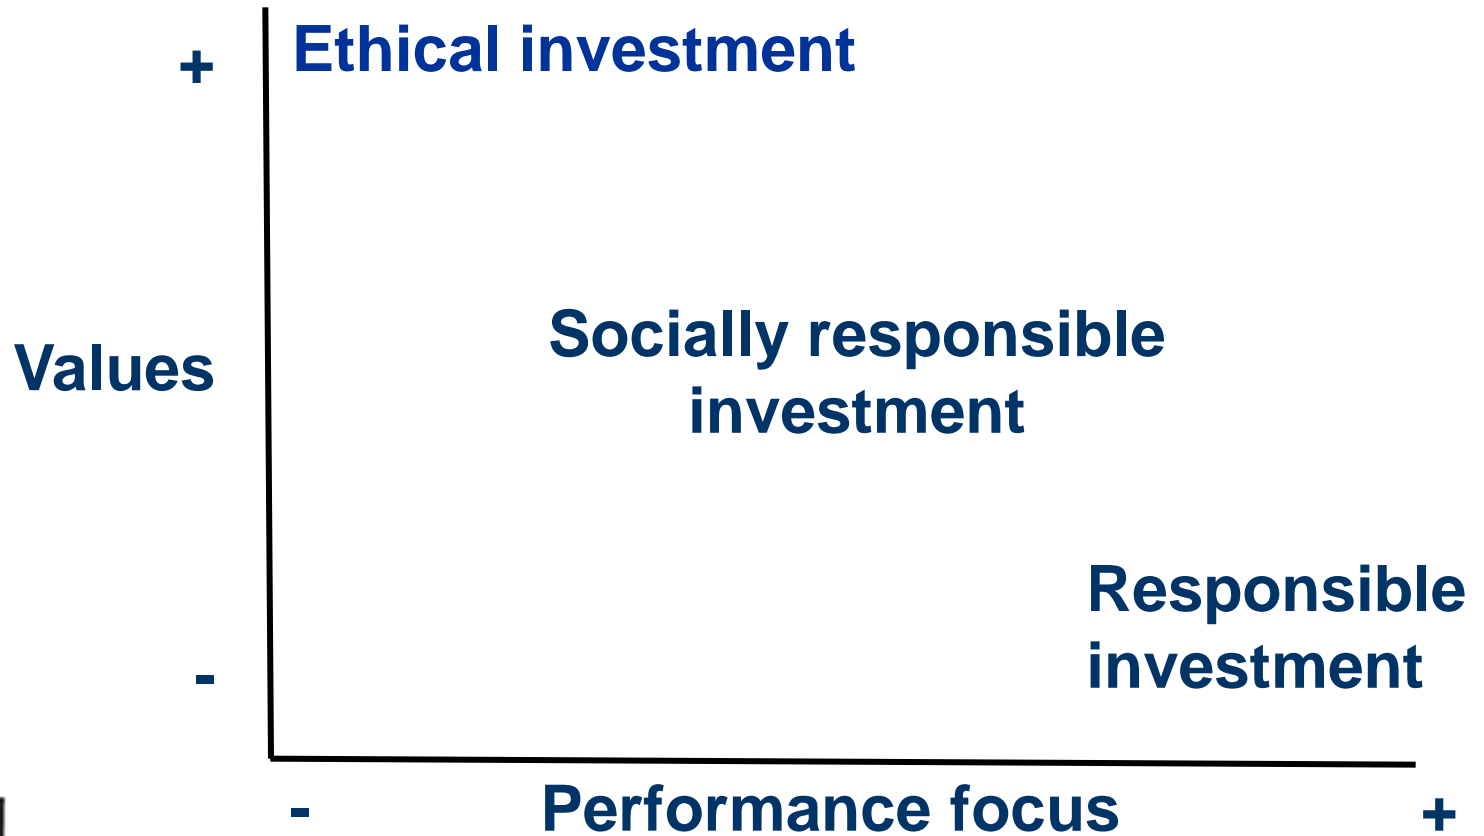 +
Ethical investment
Values
Socially responsible
investment
Responsible
investment
-
-
Performance focus
+